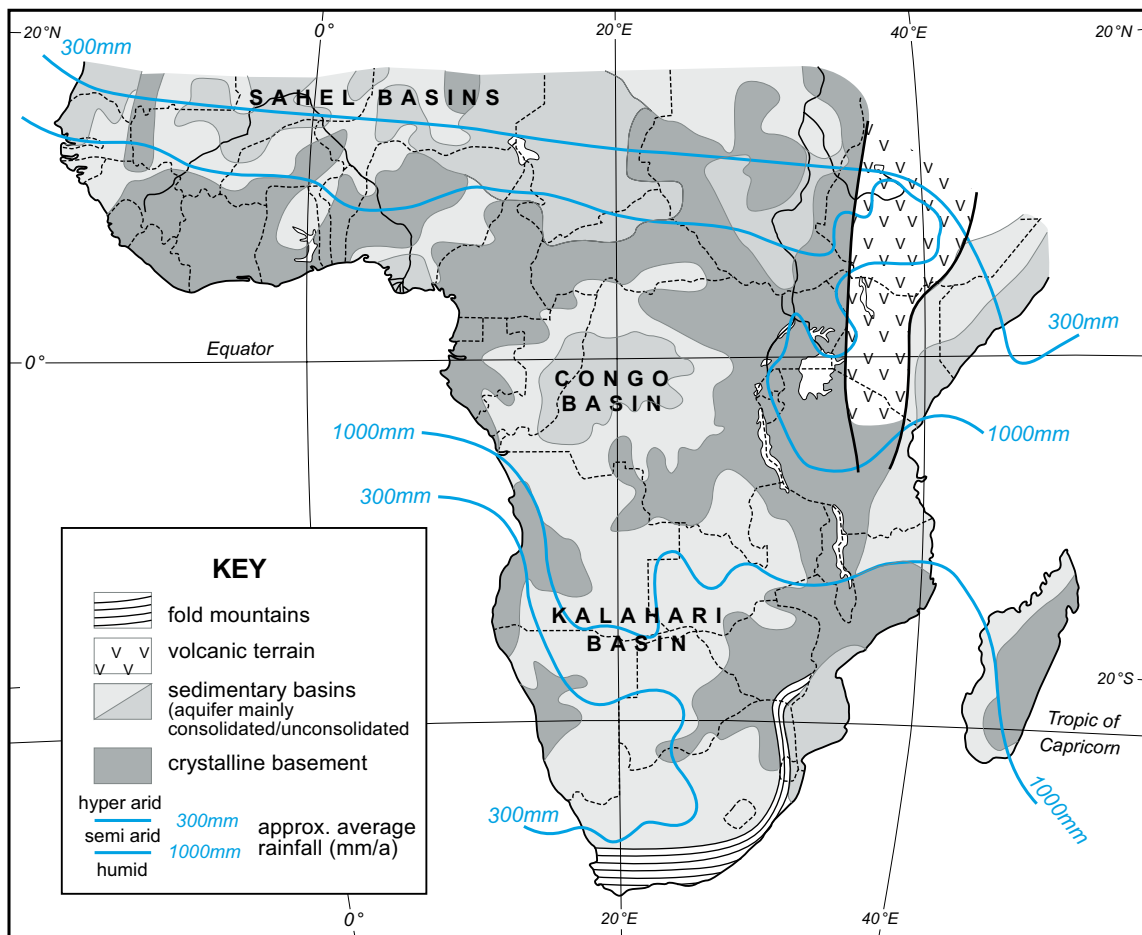 20°N
0°
20°E
40°E
20°N
300mm
SAHEL BASINS
300mm
Equator
0°
CONGO
BASIN
1000mm
1000mm
300mm
KALAHARI
BASIN
20°S
Tropic of
Capricorn
300mm
1000mm
KEY
fold mountains
V V
V V
volcanic terrain
sedimentary basins
(aquifer mainly
consolidated/unconsolidated
crystalline basement
hyper arid
300mm
semi arid
1000mm
humid
approx. average
rainfall (mm/a)
0°
20°E
40°E